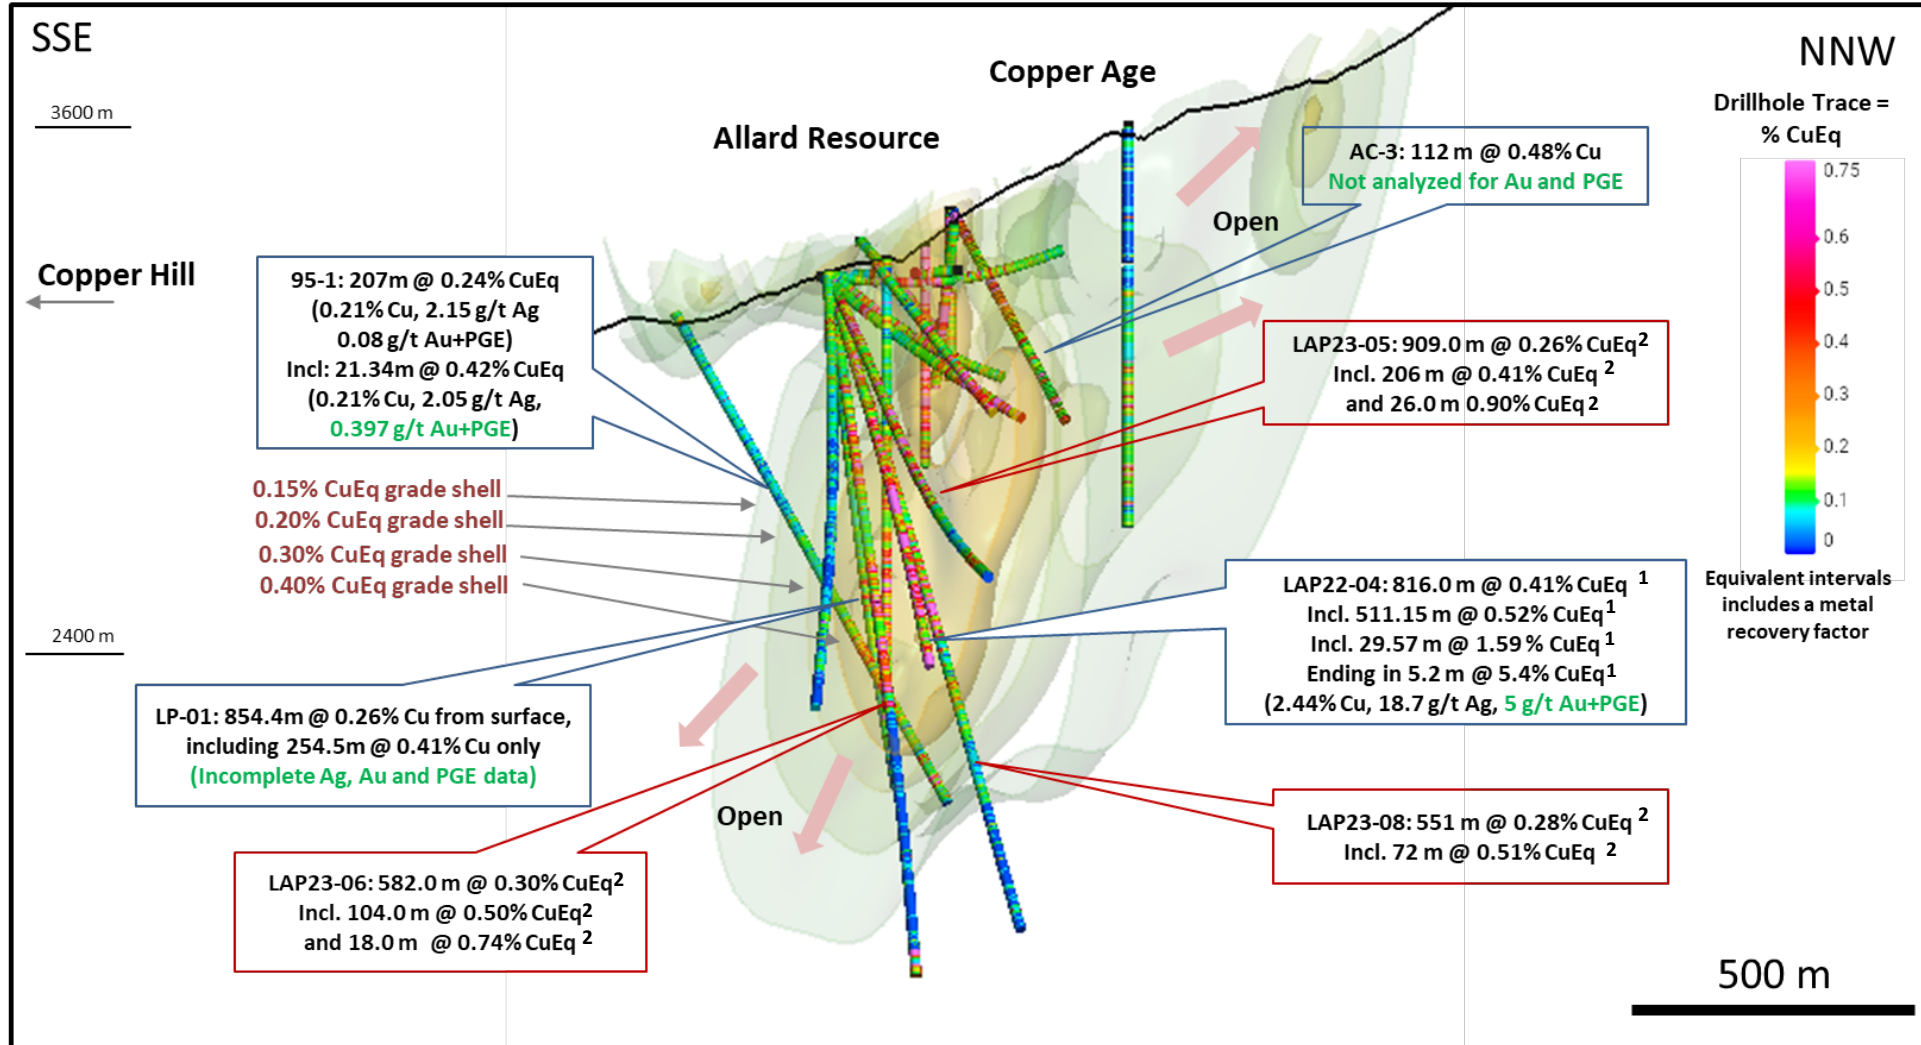 SSE
NNW
Copper Age
Allard Resource
3600 m
Drillhole Trace =
% CuEq
0.75
0.6
0.5
0.4
0.3
0.2
0.1
0
Equivalent intervals
includes a metal
recovery factor
AC-3: 112 m @ 0.48% Cu
Not analyzed for Au and PGE
Open
Copper Hill
95-1: 207m @ 0.24% CuEq
(0.21% Cu, 2.15 g/t Ag
0.08 g/t Au+PGE)
Incl: 21.34m @ 0.42% CuEq
(0.21% Cu, 2.05 g/t Ag,
0.397 g/t Au+PGE)
LAP23-05: 909.0 m @ 0.26% CuEq²
Incl. 206 m @ 0.41% CuEq ²
and 26.0 m 0.90% CuEq²
0.15% CuEq grade shell
0.20% CuEq grade shell
0.30% CuEq grade shell
0.40% CuEq grade shell
2400 m
LAP22-04: 816.0 m @ 0.41% CuEq ¹
Incl. 511.15 m @ 0.52% CuEq¹
Incl. 29.57 m @ 1.59 % CuEq ¹
Ending in 5.2 m @ 5.4% CuEq¹
(2.44% Cu, 18.7 g/t Ag, 5 g/t Au+PGE)
LP-01: 854.4m @ 0.26% Cu from surface,
including 254.5m @ 0.41% Cu only
(Incomplete Ag, Au and PGE data)
Open
LAP23-08: 551 m @ 0.28% CuEq ²
Incl. 72 m @ 0.51% CuEq ²
LAP23-06: 582.0 m @ 0.30% CuEq²
Incl. 104.0 m @ 0.50% CuEq²
and 18.0 m @ 0.74% CuEq ²
500 m